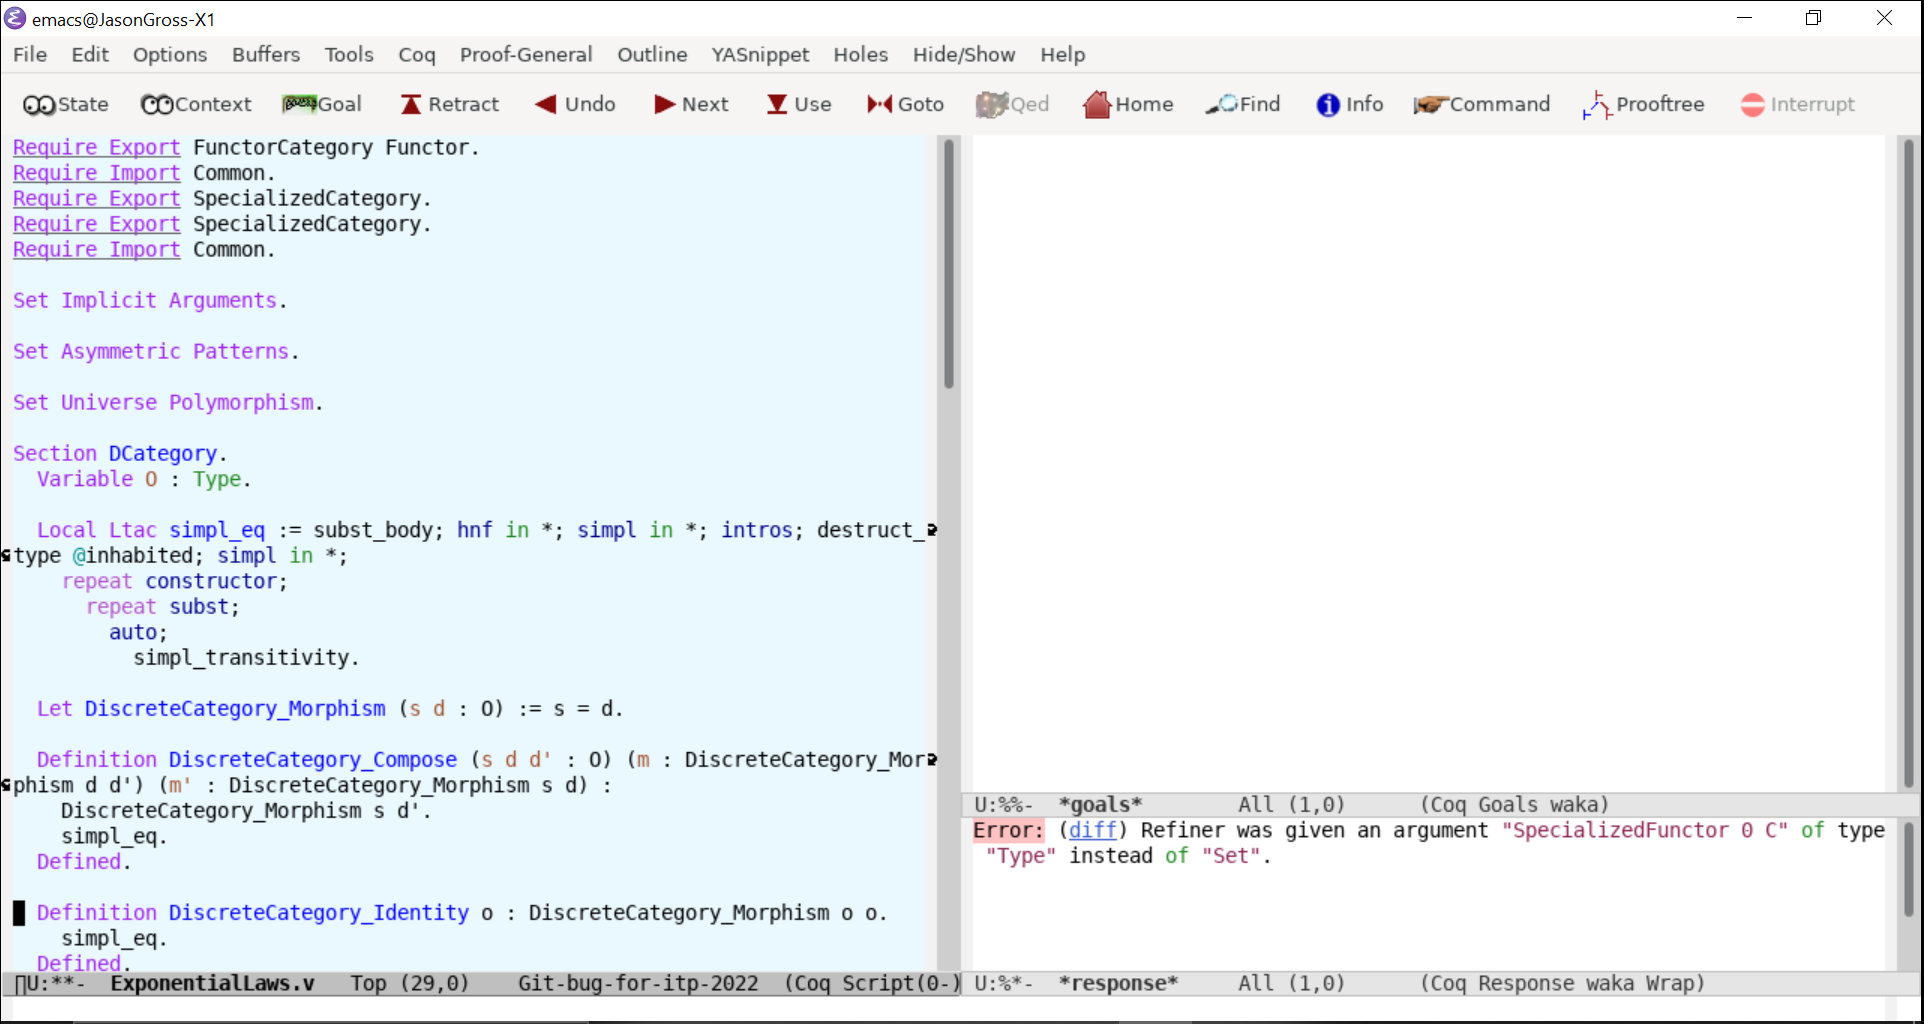 emacs@JasonGross-X1
File Edit Options Buffers Tools Coq Proof-General Outline YASnippet Holes Hide/Show Help
State Context Goal Retract Undo Next Use Goto Qed Home Find Info Command Prooftree Interrupt
Require Export FunctorCategory Functor.
Require Import Common.
Require Export SpecializedCategory.
Require Export SpecializedCategory.
Require Import Common.
Set Implicit Arguments.
Set Asymmetric Patterns.
Set Universe Polymorphism.
Section DCategory.
  Variable O : Type.
  Local Ltac simpl_eq := subst_body; hnf in *; simpl in *; intros; destruct_
type @inhabited; simpl in *;
    repeat constructor;
      repeat subst;
        auto;
          simpl_transitivity.
  Let DiscreteCategory_Morphism (s d : O) := s = d.
  Definition DiscreteCategory_Compose (s d d' : O) (m : DiscreteCategory_Mor
phism d d') (m' : DiscreteCategory_Morphism s d) :
    DiscreteCategory_Morphism s d'.
    simpl_eq.
  Defined.
  Definition DiscreteCategory_Identity o : DiscreteCategory_Morphism o o.
    simpl_eq.
  Defined.
U:**-  ExponentialLaws.v   Top (29,0)    Git-bug-for-itp-2022  (Coq Script(0-)
U:%%-  *goals*        All (1,0)      (Coq Goals waka)
Error: (diff) Refiner was given an argument "SpecializedFunctor 0 C" of type
 "Type" instead of "Set".
U:%*-  *response*     All (1,0)      (Coq Response waka Wrap)